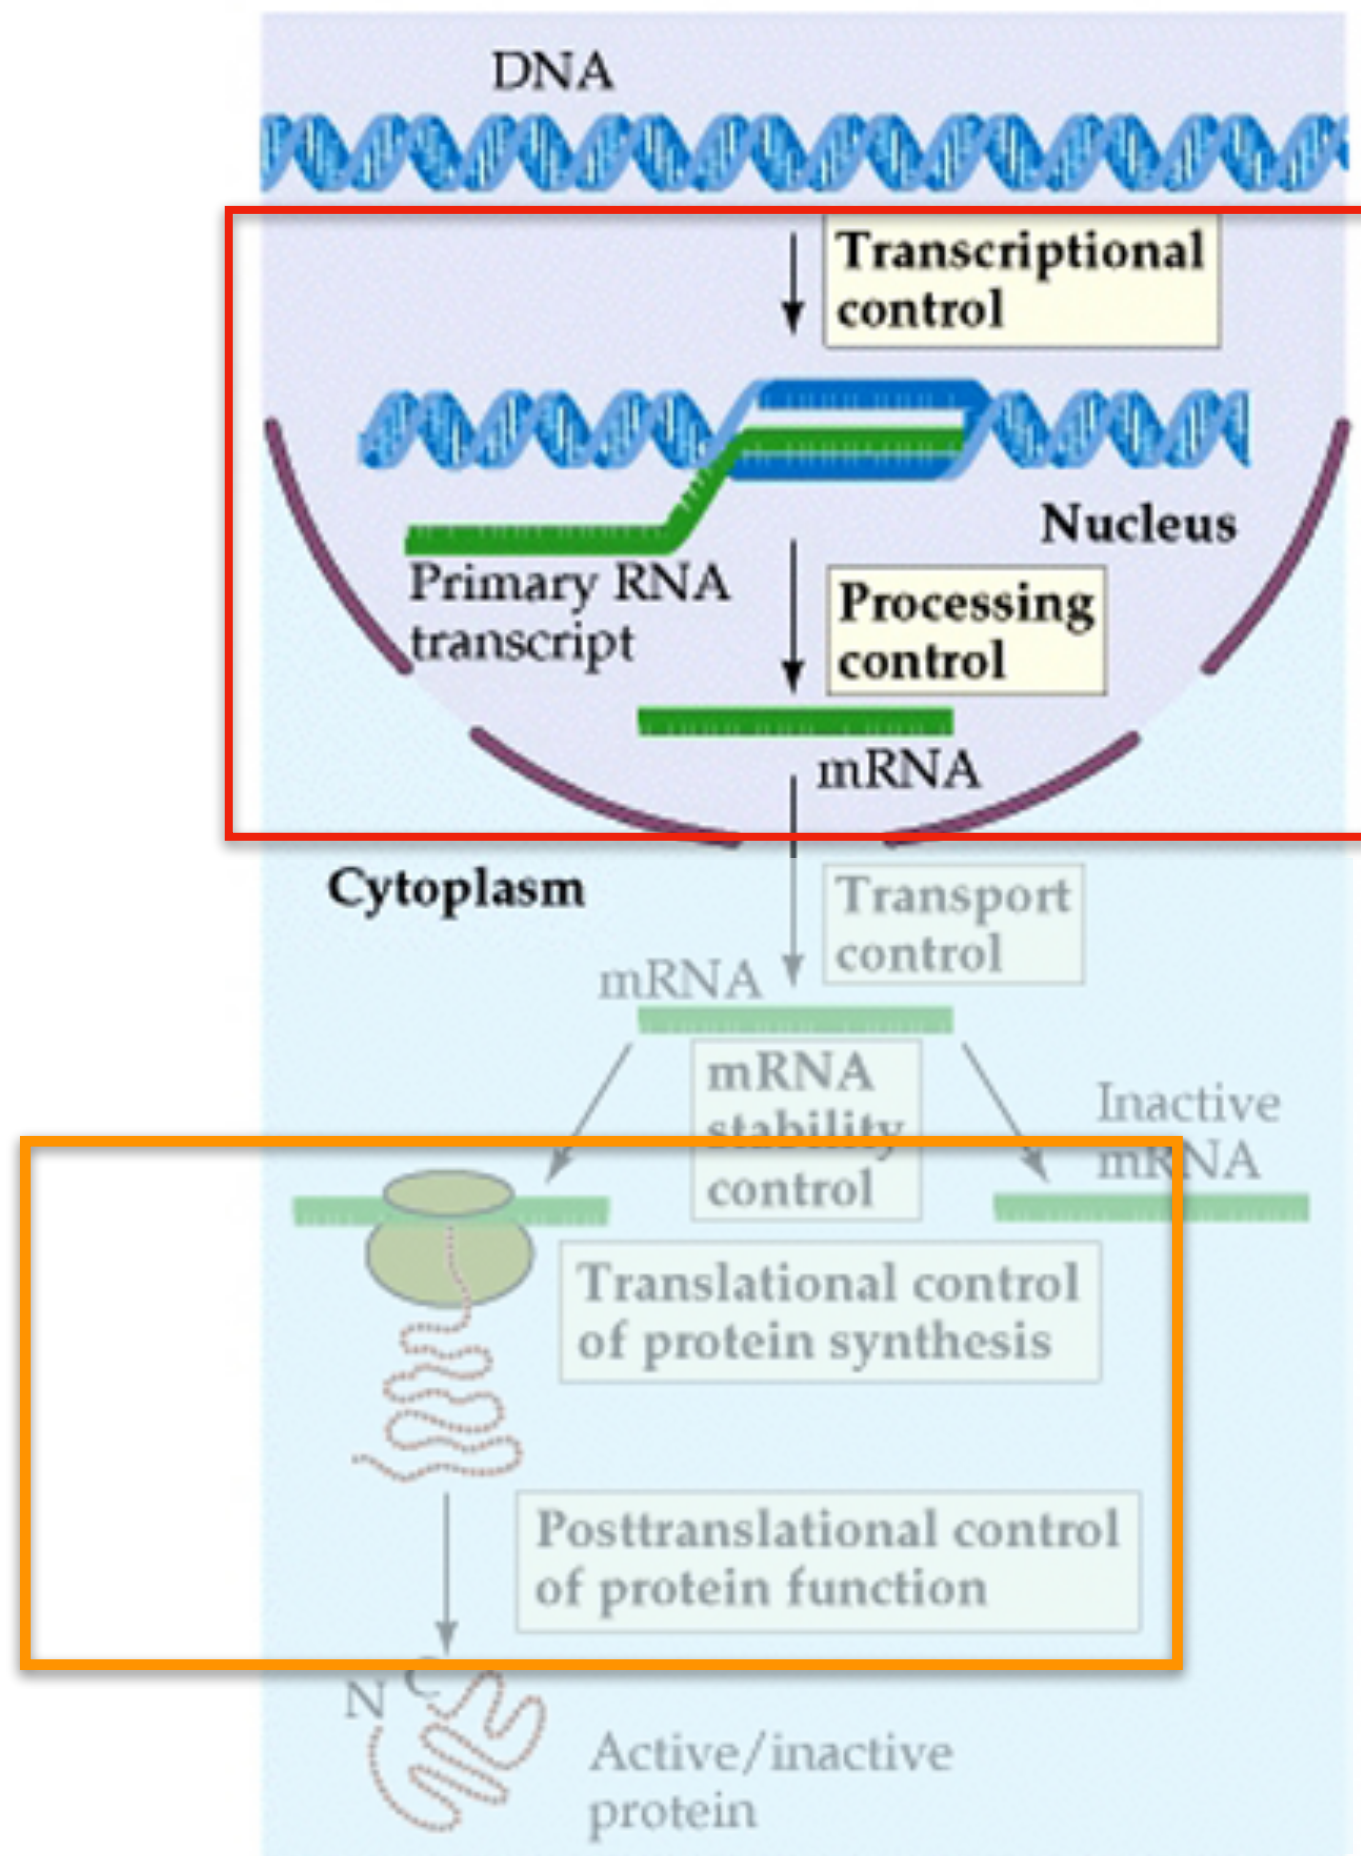 DNA
Transcriptional
control
Nucleus
Primary RNA
transcript
Processing
control
mRNA
Cytoplasm
Transport
control
mRNA
mRNA
stability
control
Inactive
mRNA
Translational control
of protein synthesis
Posttranslational control
of protein function
N C
Active/inactive
protein